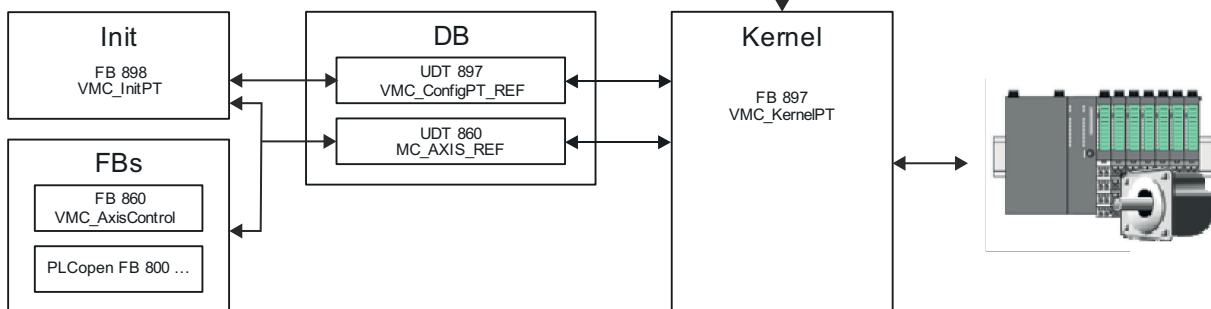 Init
FB 898
VMC_InitPT
FBs
FB 860
VMC_AxisControl
PLCopen FB 800 …
DB
UDT 897
VMC_ConfigPT_REF
UDT 860
MC_AXIS_REF
Kernel
FB 897
VMC_KernelPT